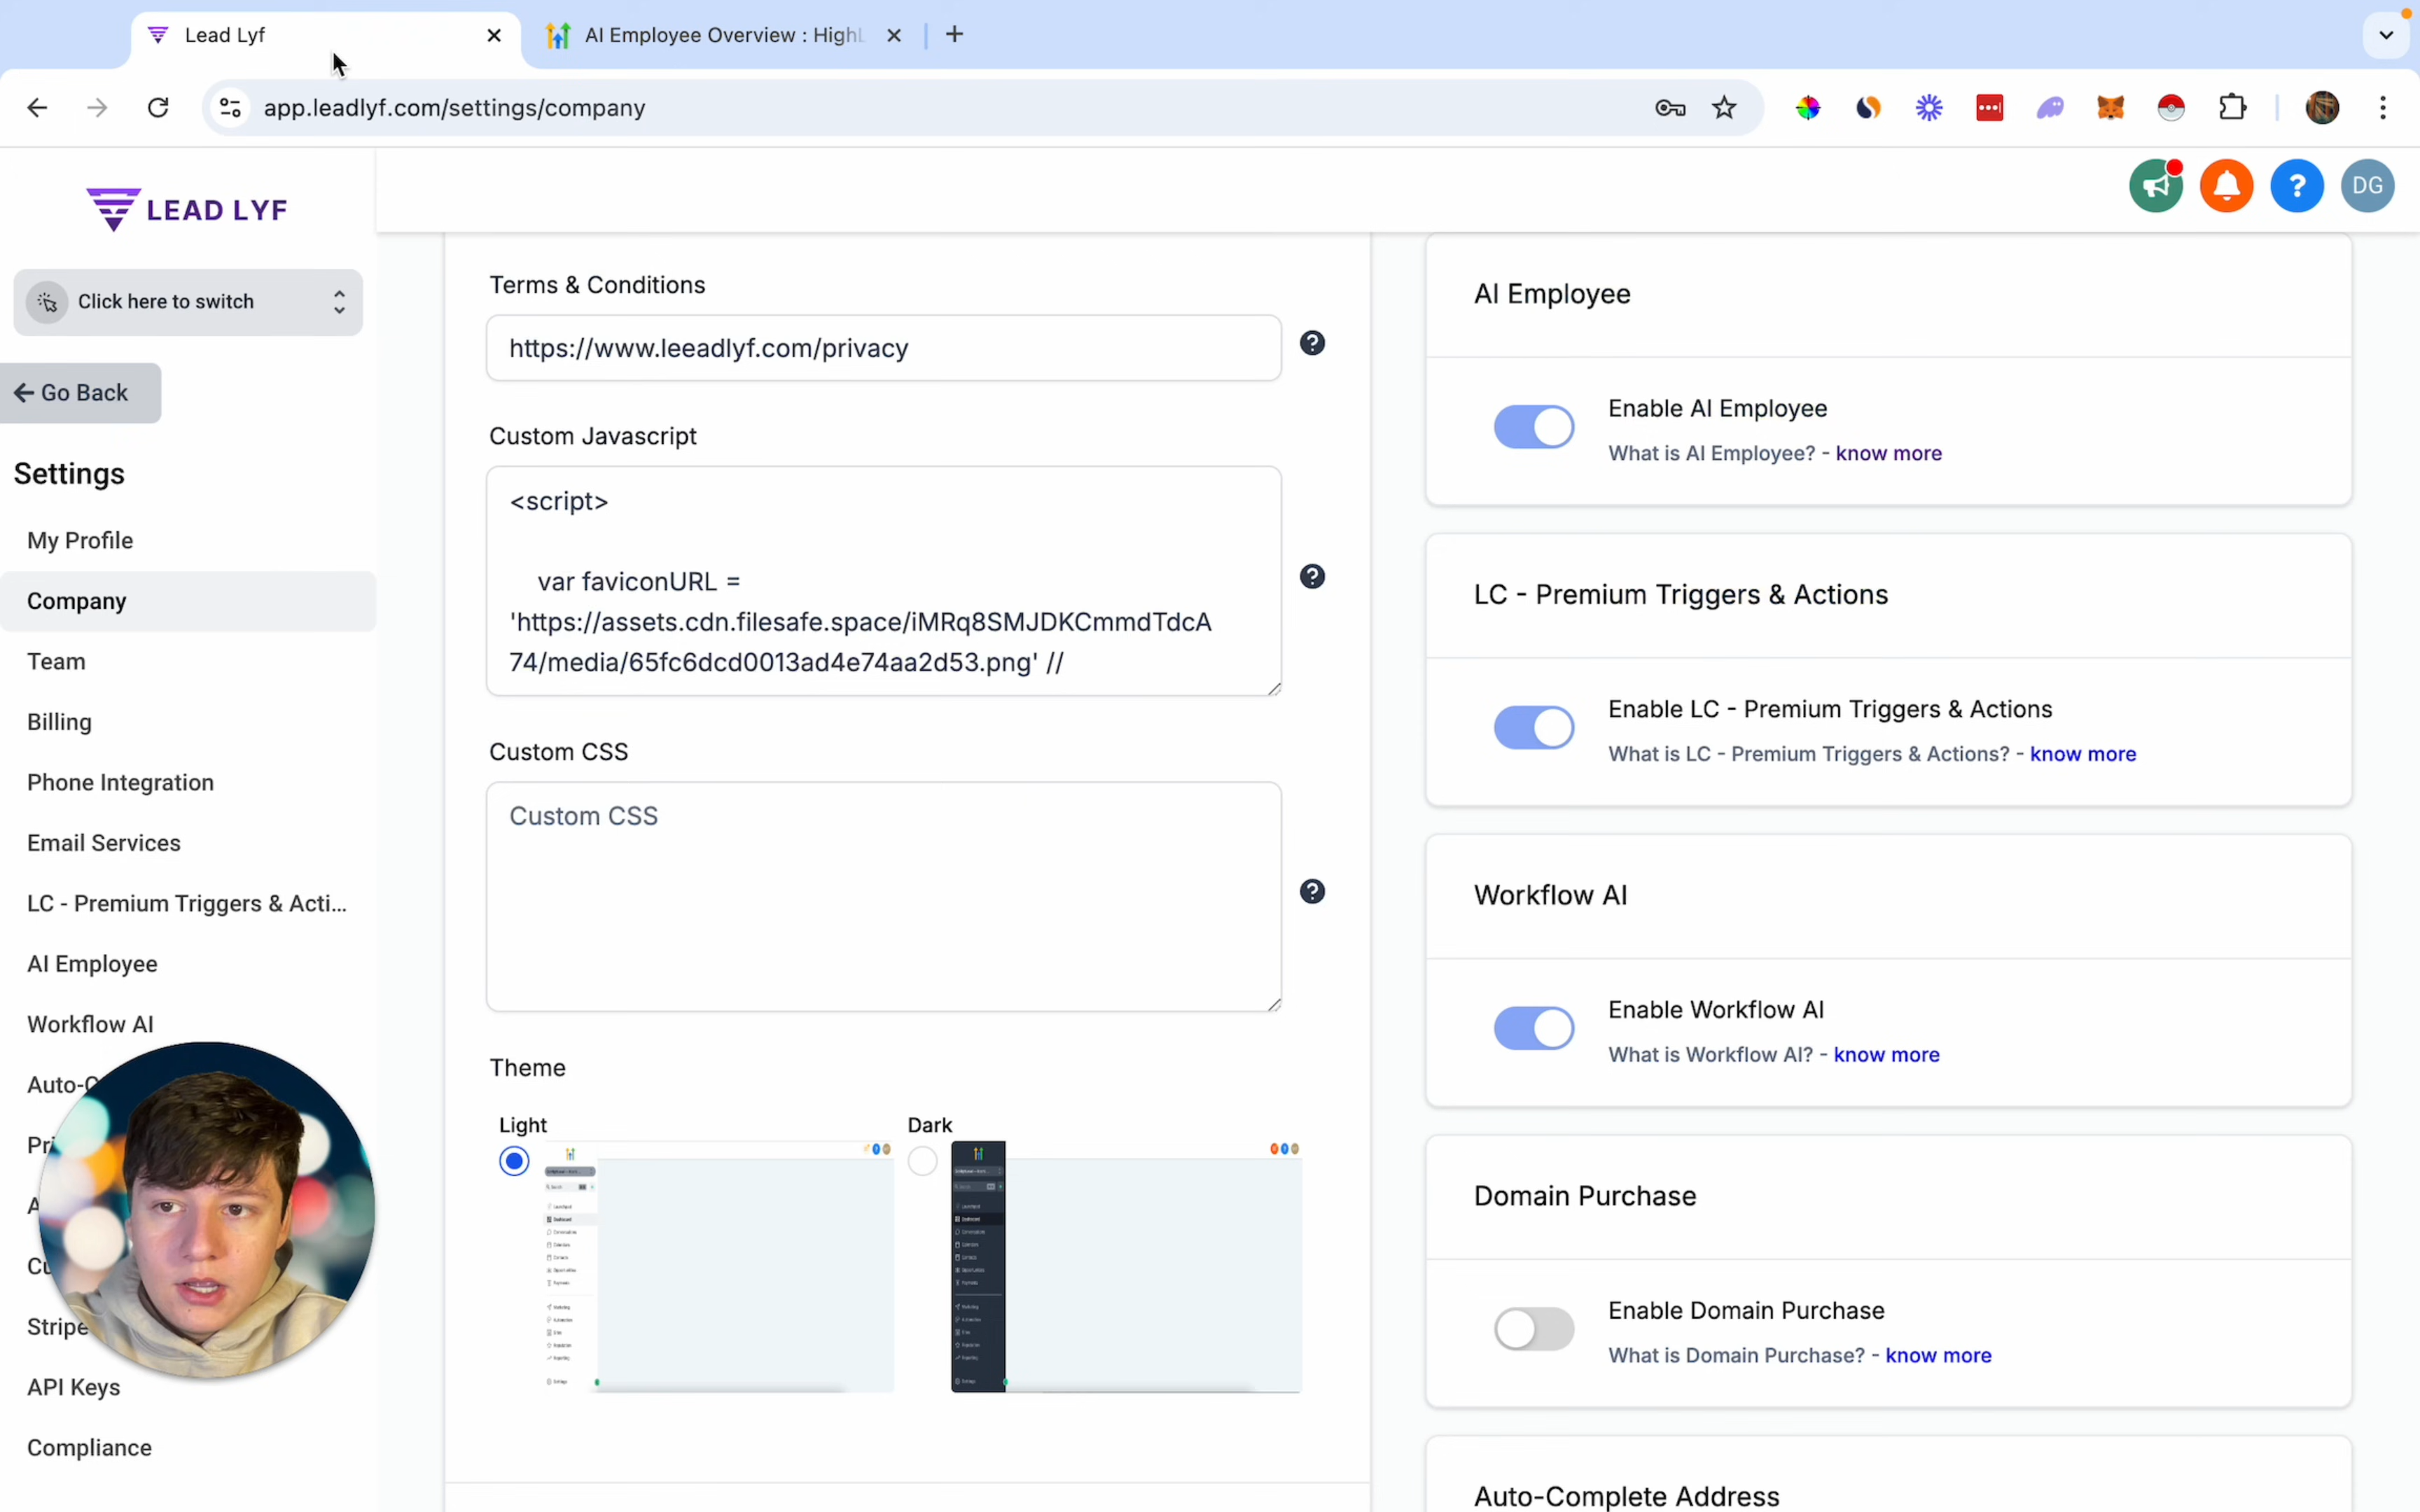 Lead Lyf
AI Employee Overview : HighL
app.leadlyf.com/settings/company
LEAD LYF
DG
Click here to switch
Go Back
Settings
My Profile
Company
Team
Billing
Phone Integration
Email Services
LC - Premium Triggers & Acti...
AI Employee
Workflow AI
Auto-C
Pri
A
Cu
Stripe
API Keys
Compliance
Terms & Conditions
https://www.leeadlyf.com/privacy
Custom Javascript
<script>
var faviconURL =
'https://assets.cdn.filesafe.space/iMRq8SMJDKCmmdTdcA
74/media/65fc6dcd0013ad4e74aa2d53.png' //
Custom CSS
Custom CSS
Theme
Light
Dark
AI Employee
Enable AI Employee
What is AI Employee? - know more
LC - Premium Triggers & Actions
Enable LC - Premium Triggers & Actions
What is LC - Premium Triggers & Actions? - know more
Workflow AI
Enable Workflow AI
What is Workflow AI? - know more
Domain Purchase
Enable Domain Purchase
What is Domain Purchase? - know more
Auto-Complete Address